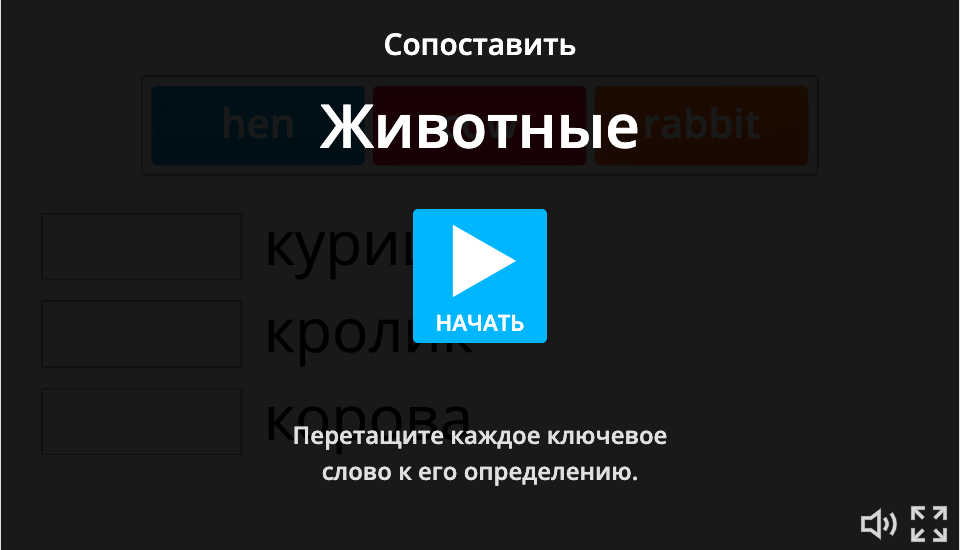 Сопоставить
hen
rabbit
Животные
кролик
НАЧАТЬ
корова
Перетащите каждое ключевое
слово к его определению.